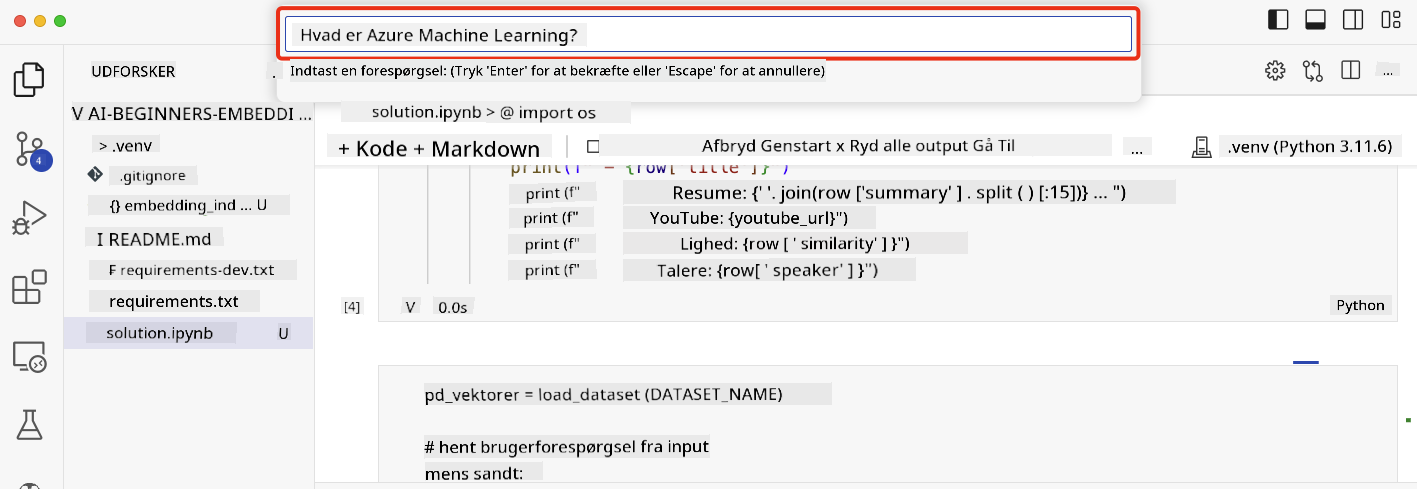 Hvad er Azure Machine Learning?
Indtast en forespørgsel: (Tryk 'Enter' for at bekræfte eller 'Escape' for at annullere)
UDFORSKER
...
solution.ipynb > @ import os
V AI-BEGINNERS-EMBEDDI ...
+ Kode + Markdown
Afbryd Genstart x Ryd alle output Gå Til
...
.venv (Python 3.11.6)
> .venv
.gitignore
{} embedding_ind ... U
I README.md
F requirements-dev.txt
requirements.txt
solution.ipynb U
4
print(f" = {row[ 'title' ]}")
print (f" Resume: {' '. join(row ['summary' ] . split ( ) [:15])} ... ")
print (f" YouTube: {youtube_url}")
print (f" Lighed: {row [ ' similarity' ] }")
print (f" Talere: {row[ ' speaker' ] }")
[4] V 0.0s
Python
pd_vektorer = load_dataset (DATASET_NAME)
# hent brugerforespørgsel fra input
mens sandt: